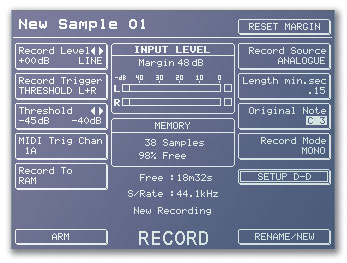 New Sample 01
RESET MARGIN
Record Level
+00dB LINE
Record Trigger
THRESHOLD L+R
Threshold
-45dB -40dB
MIDI Trig Chan
1A
Record To
RAM
ARM
INPUT LEVEL
Margin 48dB
-dB 40 30 20 10 0
L
R
MEMORY
38 Samples
98% Free
Free : 18m32s
S/Rate : 44.1kHz
New Recording
RECORD
Record Source
ANALOGUE
Length min.sec
.15
Original Note
C 3
Record Mode
MONO
SETUP D-D
RENAME/NEW